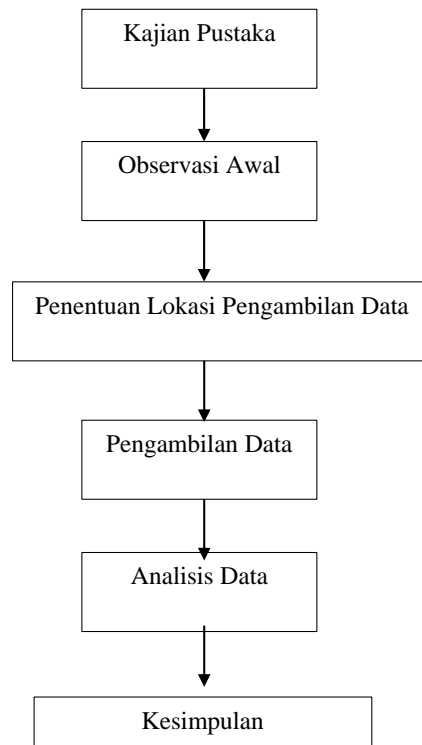 Kajian Pustaka
Observasi Awal
Penentuan Lokasi Pengambilan Data
Pengambilan Data
Analisis Data
Kesimpulan